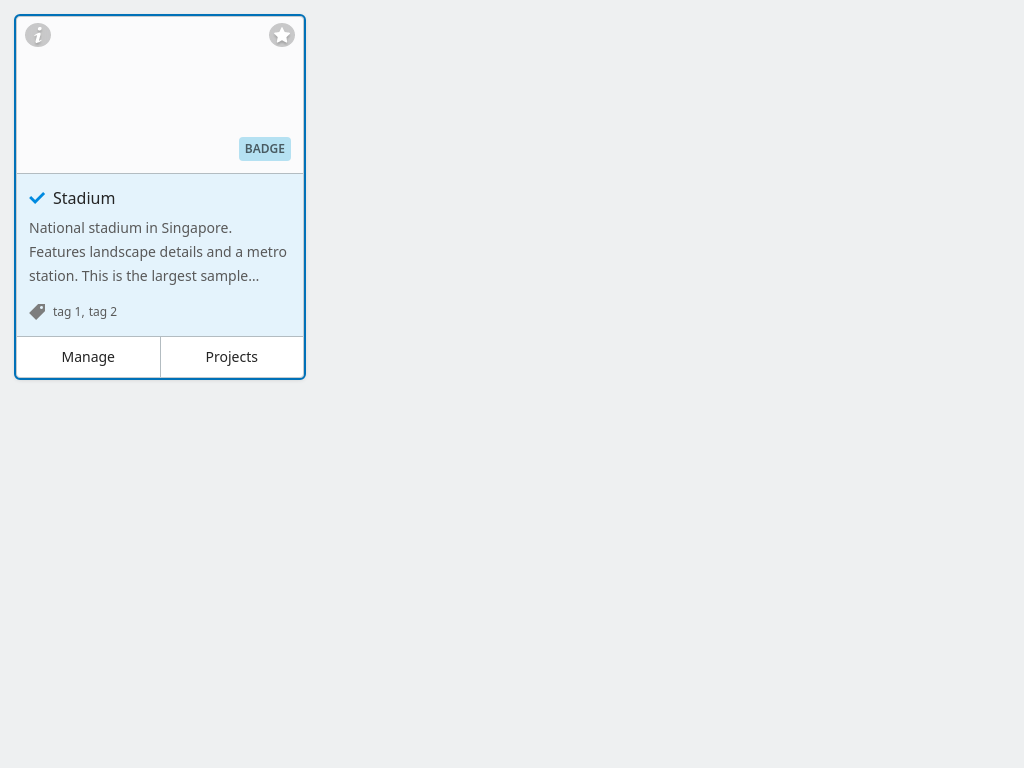 BADGE
Stadium
National stadium in Singapore.
Features landscape details and a metro
station. This is the largest sample...
tag 1, tag 2
Manage
Projects